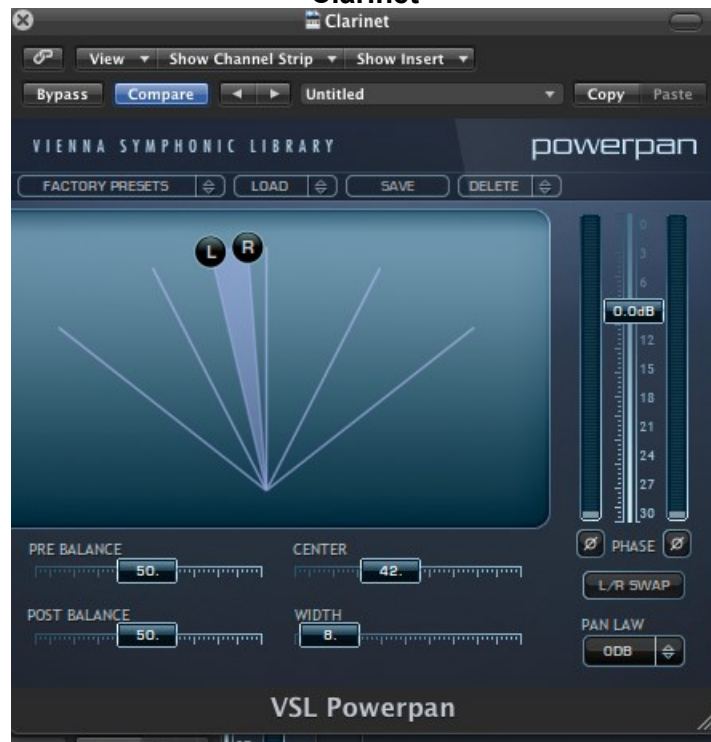 Clarinet
Clarinet
View Show Channel Strip Show Insert
Bypass Compare Untitled Copy Paste
VIENNA SYMPHONIC LIBRARY powerpan
FACTORY PRESETS LOAD SAVE DELETE
L R
0
3
6
0.0dB
12
15
18
21
24
27
30
PRE BALANCE CENTER Ø PHASE Ø
50. 42.
L/R SWAP
POST BALANCE WIDTH PAN LAW
50. 8. 0DB
VSL Powerpan